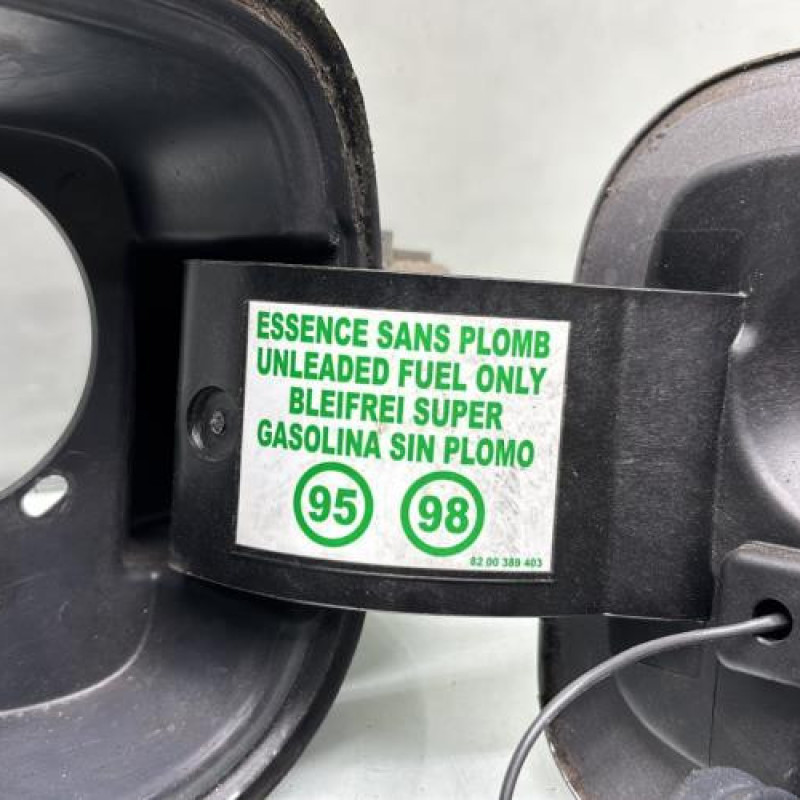 ESSENCE SANS PLOMB
UNLEADED FUEL ONLY
BLEIFREI SUPER
GASOLINA SIN PLOMO
95 98
82 00 389 403